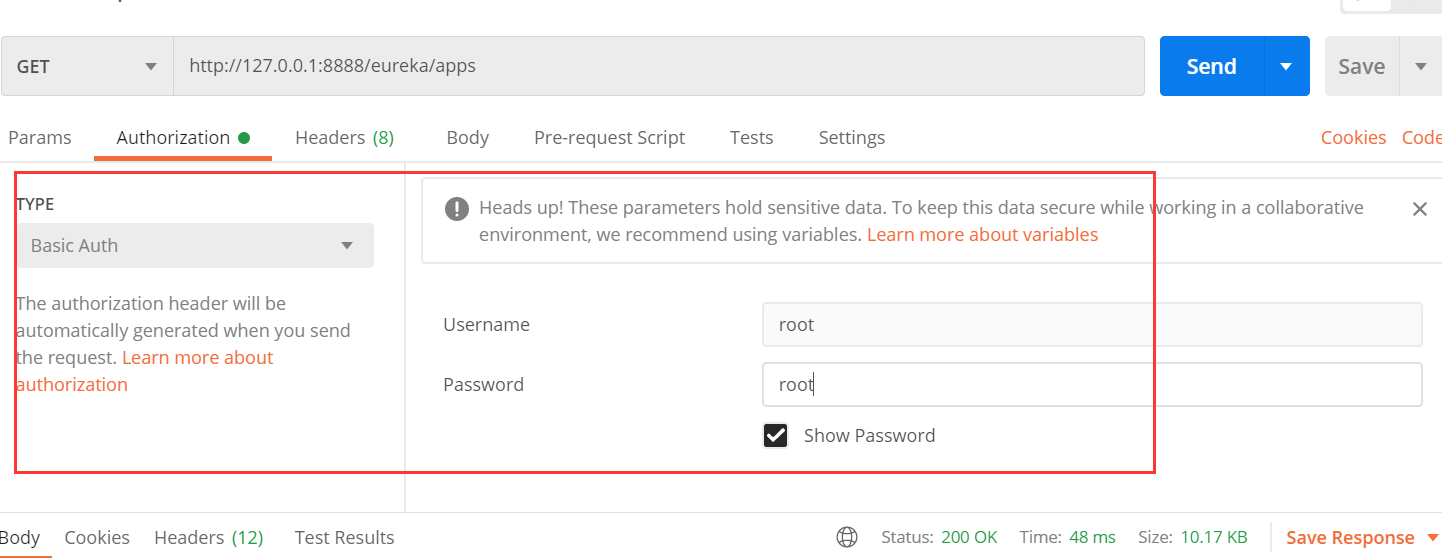 GET http://127.0.0.1:8888/eureka/apps Send Save
Params Authorization Headers (8) Body Pre-request Script Tests Settings Cookies Code
TYPE
Basic Auth
The authorization header will be
automatically generated when you send
the request. Learn more about
authorization
Heads up! These parameters hold sensitive data. To keep this data secure while working in a collaborative
environment, we recommend using variables. Learn more about variables
Username root
Password root
Show Password
Body Cookies Headers (12) Test Results Status: 200 OK Time: 48 ms Size: 10.17 KB Save Response